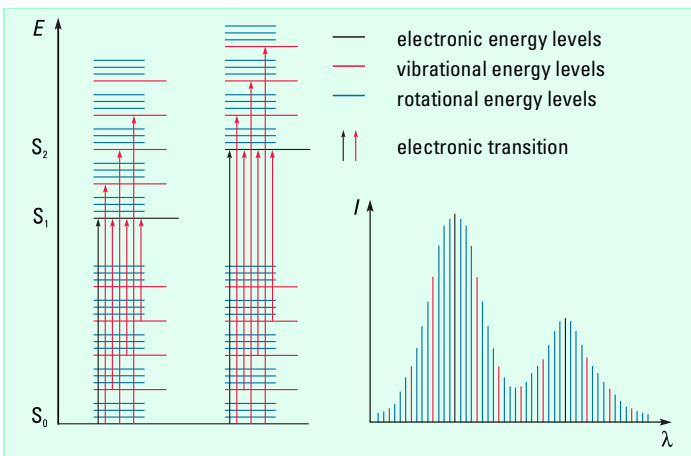 E
electronic energy levels
vibrational energy levels
rotational energy levels
electronic transition
S₂
S₁
S₀
I
λ